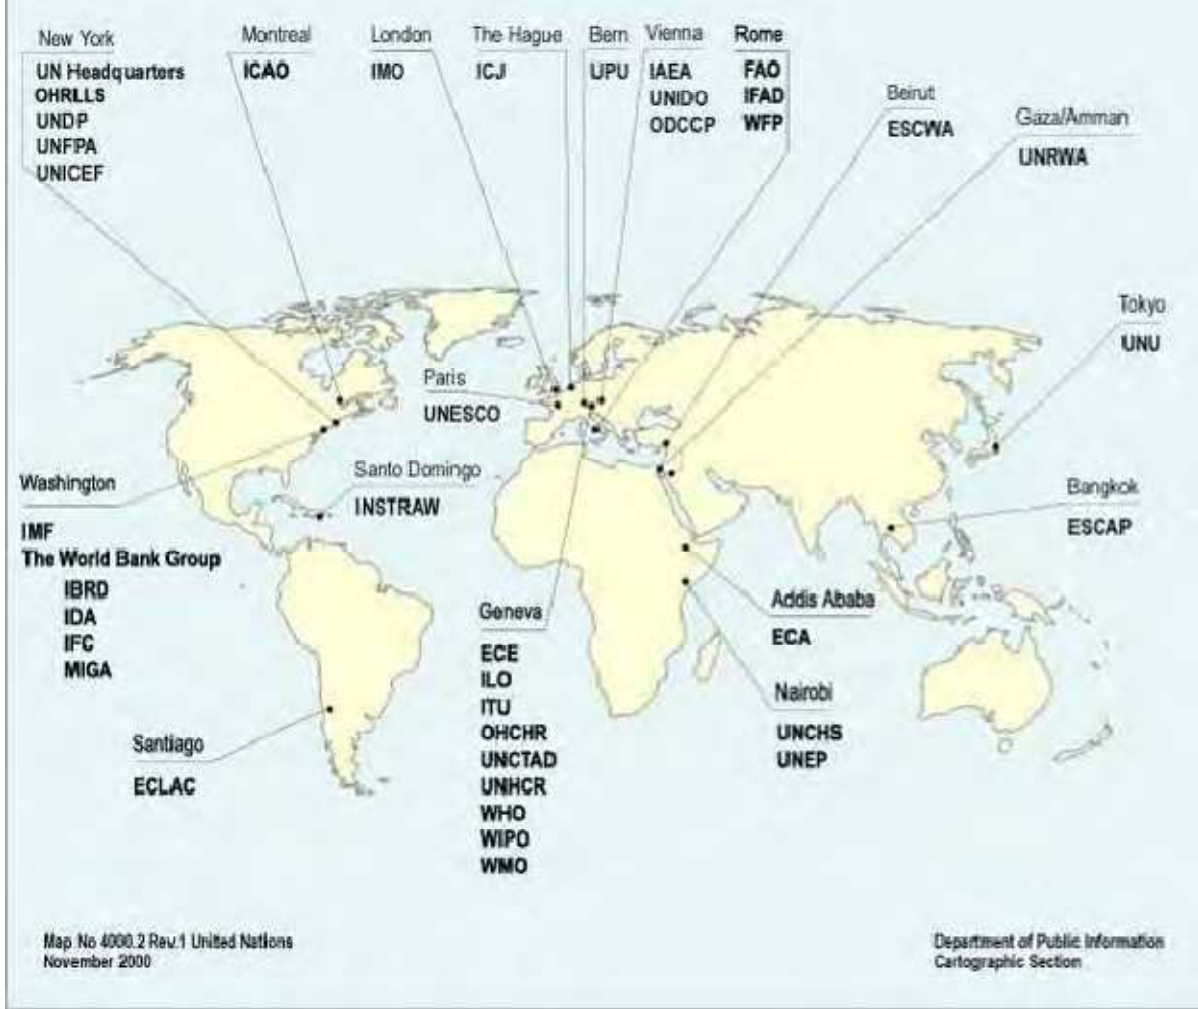 New York
UN Headquarters
OHRLLS
UNDP
UNFPA
UNICEF
Montreal
ICAO
London
IMO
The Hague
ICJ
Bern
UPU
Vienna
IAEA
UNIDO
ODCCP
Rome
FAO
IFAD
WFP
Beirut
ESCWA
Gaza/Amman
UNRWA
Tokyo
UNU
Paris
UNESCO
Washington
IMF
The World Bank Group
IBRD
IDA
IFC
MIGA
Santo Domingo
INSTRAW
Bangkok
ESCAP
Geneva
ECE
ILO
ITU
OHCHR
UNCTAD
UNHCR
WHO
WIPO
WMO
Addis Ababa
ECA
Nairobi
UNCHS
UNEP
Santiago
ECLAC
Map No 4000.2 Rev.1 United Nations
November 2000
Department of Public Information
Cartographic Section